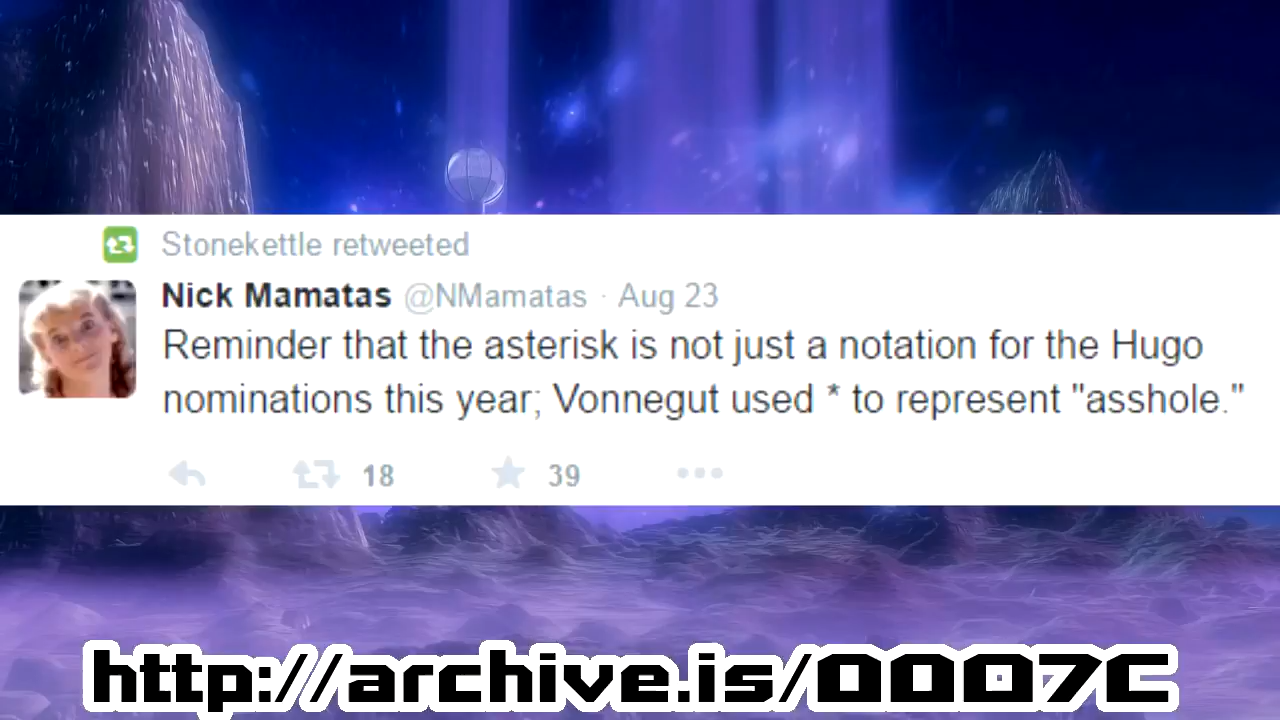 Stonekettle retweeted
Nick Mamatas @NMamatas · Aug 23
Reminder that the asterisk is not just a notation for the Hugo
nominations this year; Vonnegut used * to represent "asshole."
18 39
http://archive.is/OOO7C